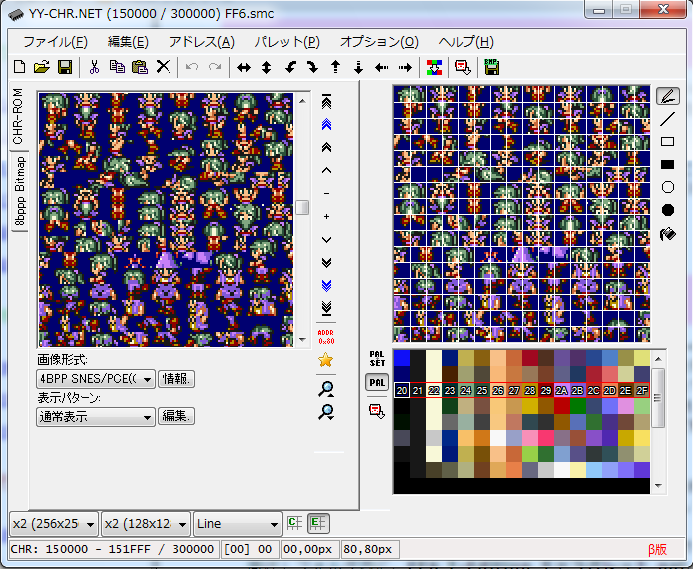 YY-CHR.NET (150000 / 300000) FF6.smc
ファイル(F) 編集(E) アドレス(A) パレット(P) オプション(O) ヘルプ(H)
BMP
CHR-ROM
8bppp Bitmap
ADDR
0x80
画像形式:
4BPP SNES/PCE(( 情報.
表示パターン:
通常表示 編集.
PAL
SET
PAL
20 21 22 23 24 25 26 27 28 29 2A 2B 2C 2D 2E 2F
x2 (256x25 x2 (128x12 Line C E
CHR: 150000 - 151FFF / 300000 [00] 00 00,00px 80,80px β版